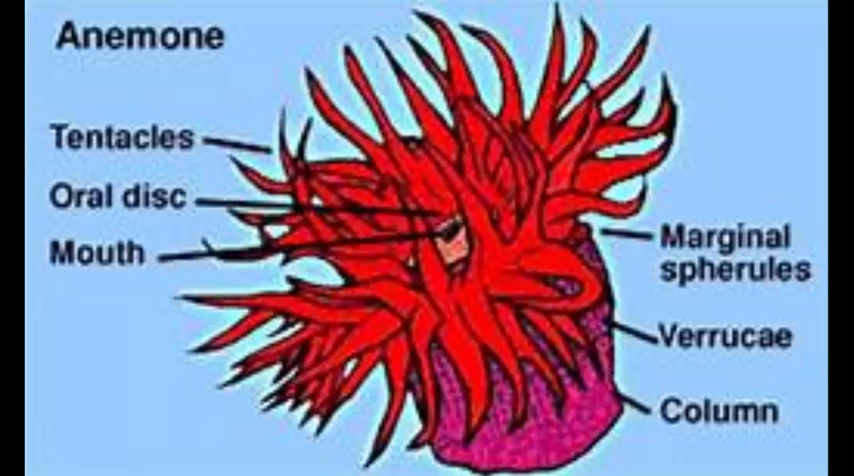 Anemone
Tentacles
Oral disc
Mouth
Marginal
spherules
Verrucae
Column